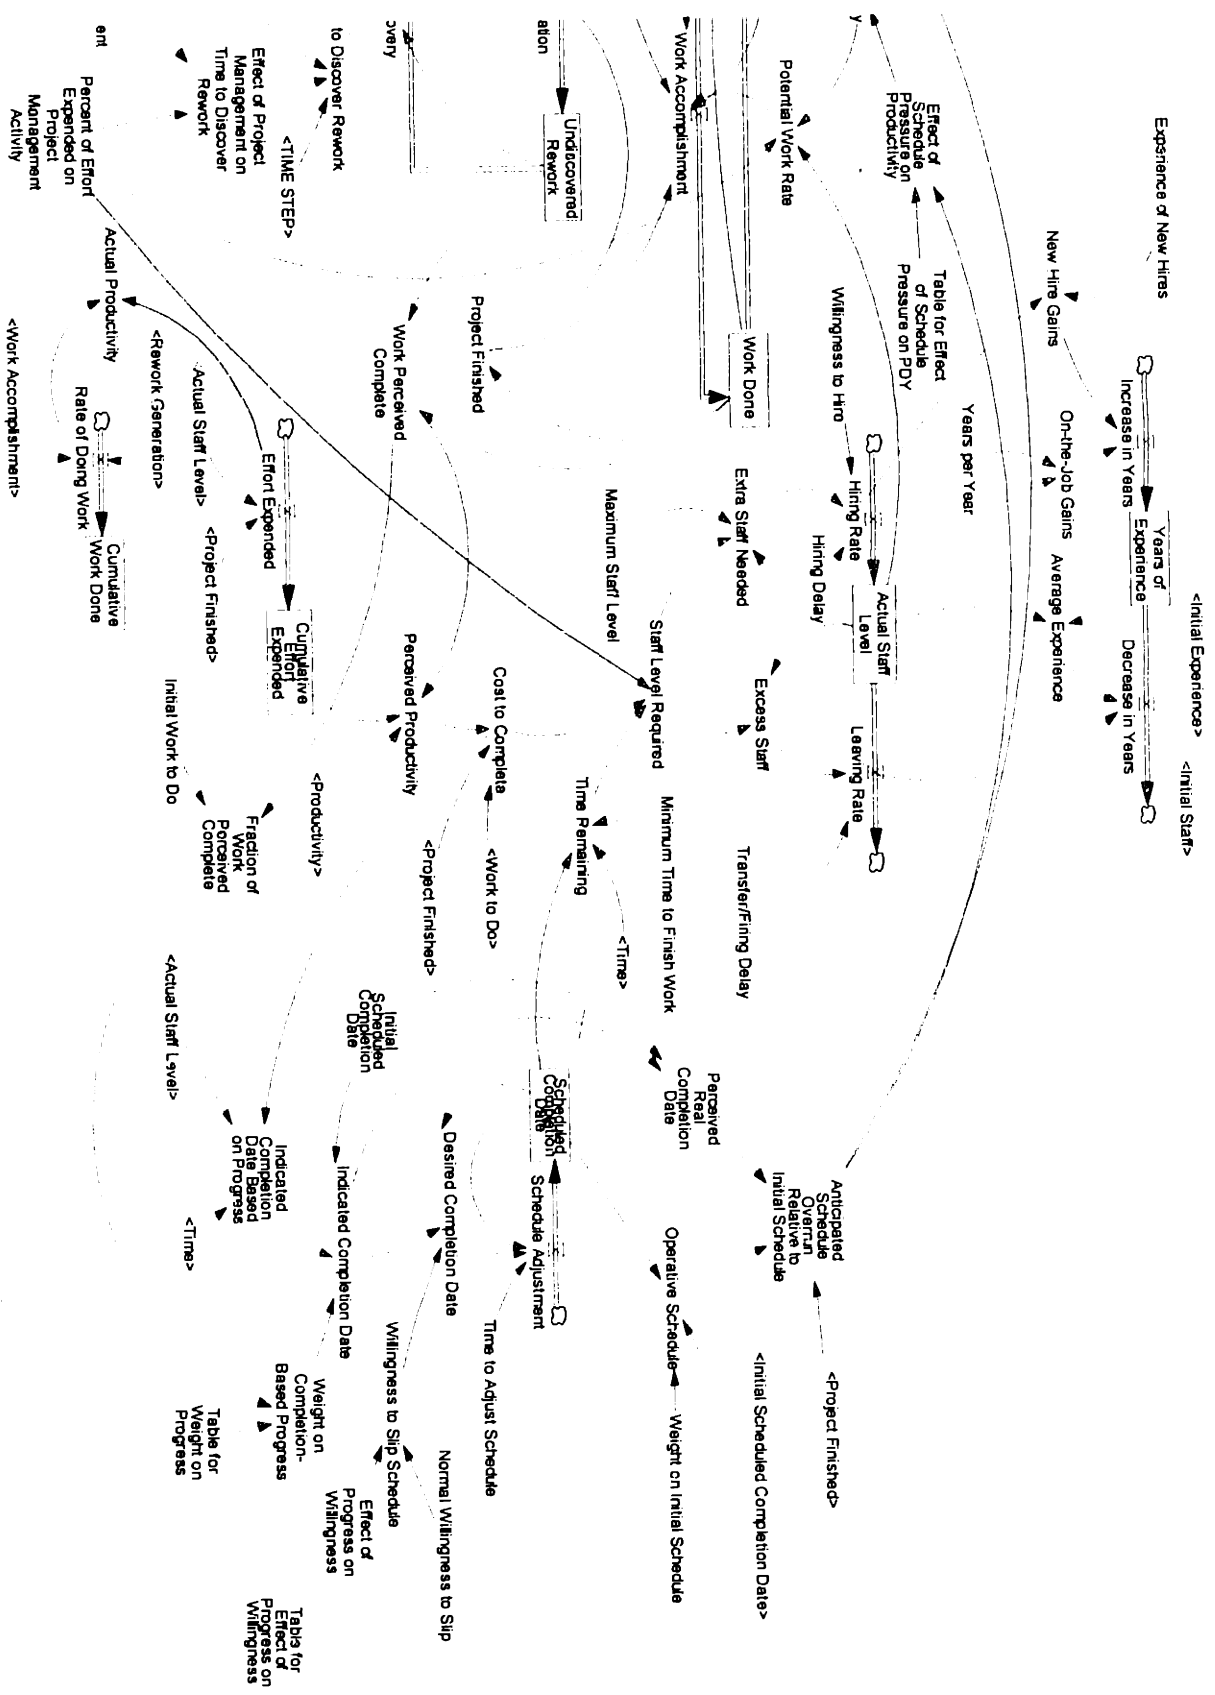 <Initial Experience>
<Initial Staff>
Experience of New Hires
Increase in Years
Years of
Experience
Decrease in Years
New Hire Gains
On-the-Job Gains
Average Experience
Years per Year
Effect of
Schedule
Pressure on
Productivity
Table for Effect
of Schedule
Pressure on PDY
Willingness to Hire
Hiring Rate
Actual Staff
Level
Leaving Rate
Hiring Delay
y
Potential Work Rate
Work Done
Extra Staff Needed
Excess Staff
Transfer/Firing Delay
Anticipated
Schedule
Overrun
Relative to
Initial Schedule
<Project Finished>
<Initial Scheduled Completion Date>
Perceived
Real
Completion
Date
Work Accomplishment
Staff Level Required
Minimum Time to Finish Work
Operative Schedule
Weight on Initial Schedule
Maximum Staff Level
<Time>
Time Remaining
ation
Undiscovered
Rework
Scheduled
Completion
Date
Schedule Adjustment
Time to Adjust Schedule
Project Finished
Cost to Complete
<Work to Do>
Desired Completion Date
Normal Willingness to Slip
overy
Work Perceived
Complete
Perceived Productivity
<Project Finished>
Initial
Scheduled
Completion
Date
Willingness to Slip Schedule
Effect of
Progress on
Willingness
to Discover Rework
<TIME STEP>
<Productivity>
Indicated Completion Date
Weight on
Completion-
Based Progress
Table for
Effect of
Progress on
Willingness
Effect of Project
Management on
Time to Discover
Rework
Effort Expended
Cumulative
Effort
Expended
Fraction of
Work
Perceived
Complete
Indicated
Completion
Date Based
on Progress
Table for
Weight on
Progress
<Actual Staff Level>
<Rework Generation>
<Project Finished>
Initial Work to Do
<Actual Staff Level>
<Time>
ent
Percent of Effort
Expended on
Project
Management
Activity
Actual Productivity
Rate of Doing Work
Cumulative
Work Done
<Work Accomplishment>